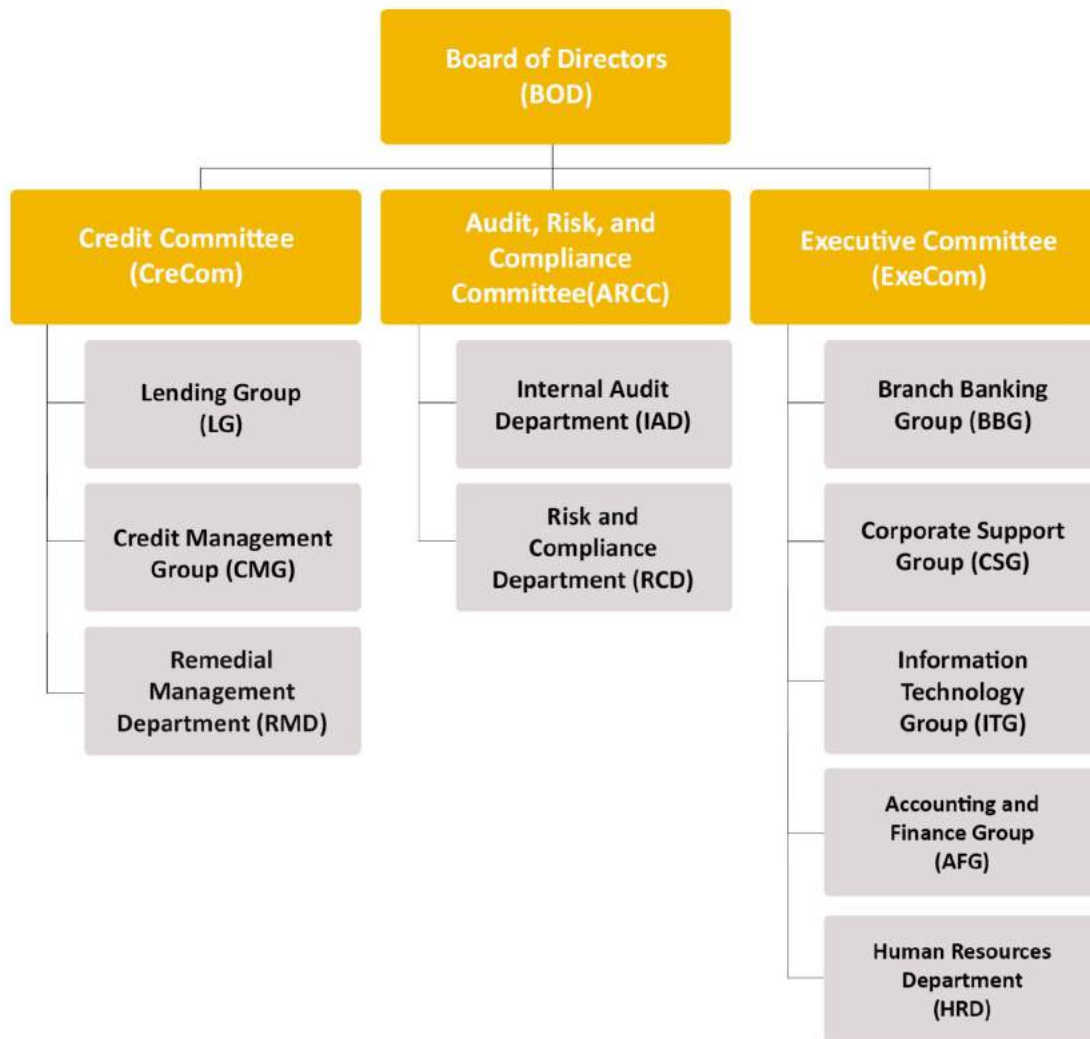 Board of Directors
(BOD)
Credit Committee
(CreCom)
Lending Group
(LG)
Credit Management
Group (CMG)
Remedial
Management
Department (RMD)
Audit, Risk, and
Compliance
Committee(ARCC)
Internal Audit
Department (IAD)
Risk and
Compliance
Department (RCD)
Executive Committee
(ExeCom)
Branch Banking
Group (BBG)
Corporate Support
Group (CSG)
Information
Technology
Group (ITG)
Accounting and
Finance Group
(AFG)
Human Resources
Department
(HRD)